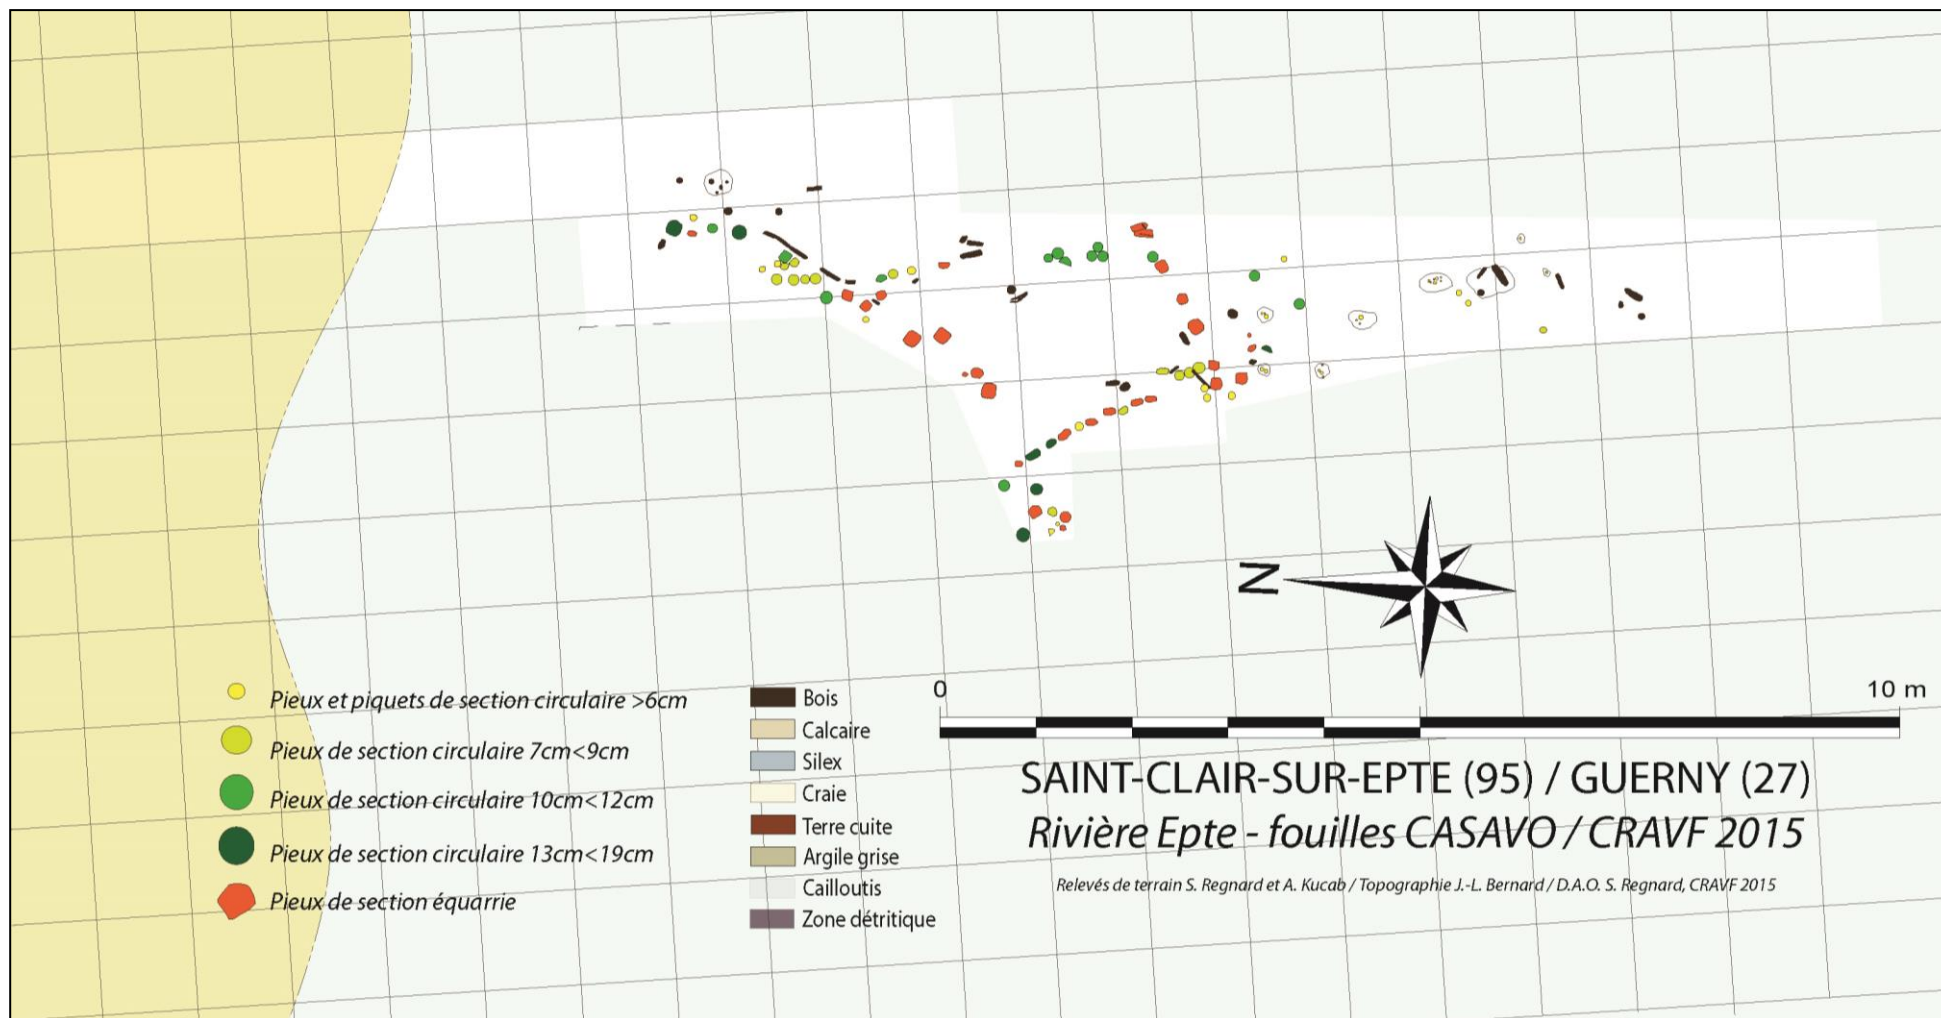 N
0
10 m
Pieux et piquets de section circulaire >6cm
Pieux de section circulaire 7cm<9cm
Pieux de section circulaire 10cm<12cm
Pieux de section circulaire 13cm<19cm
Pieux de section équarrie
Bois
Calcaire
Silex
Craie
Terre cuite
Argile grise
Cailloutis
Zone détritique
SAINT-CLAIR-SUR-EPTE (95) / GUERNY (27)
Rivière Epte - fouilles CASAVO / CRAVF 2015
Relevés de terrain S. Regnard et A. Kucab / Topographie J.-L. Bernard / D.A.O. S. Regnard, CRAVF 2015